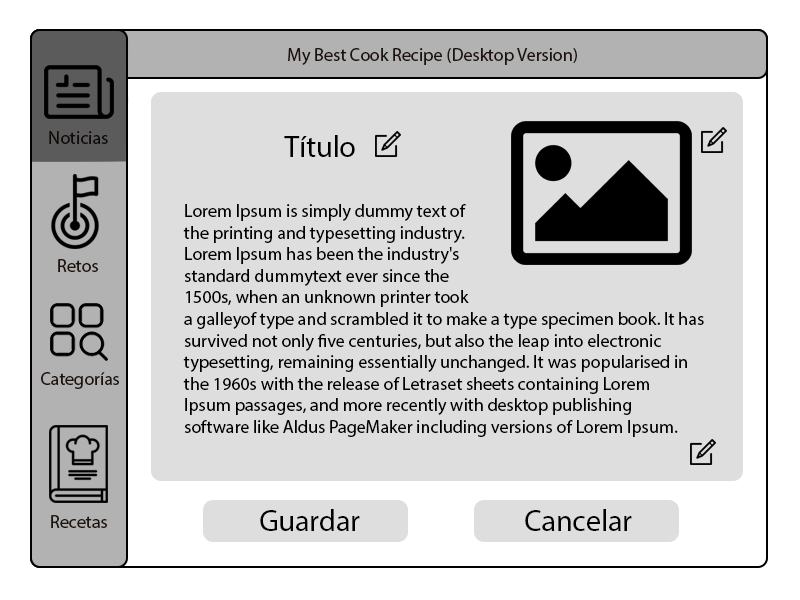 My Best Cook Recipe (Desktop Version)
Noticias
Retos
Categorías
Recetas
Título
Lorem Ipsum is simply dummy text of
the printing and typesetting industry.
Lorem Ipsum has been the industry's
standard dummytext ever since the
1500s, when an unknown printer took
a galleyof type and scrambled it to make a type specimen book. It has
survived not only five centuries, but also the leap into electronic
typesetting, remaining essentially unchanged. It was popularised in
the 1960s with the release of Letraset sheets containing Lorem
Ipsum passages, and more recently with desktop publishing
software like Aldus PageMaker including versions of Lorem Ipsum.
Guardar
Cancelar